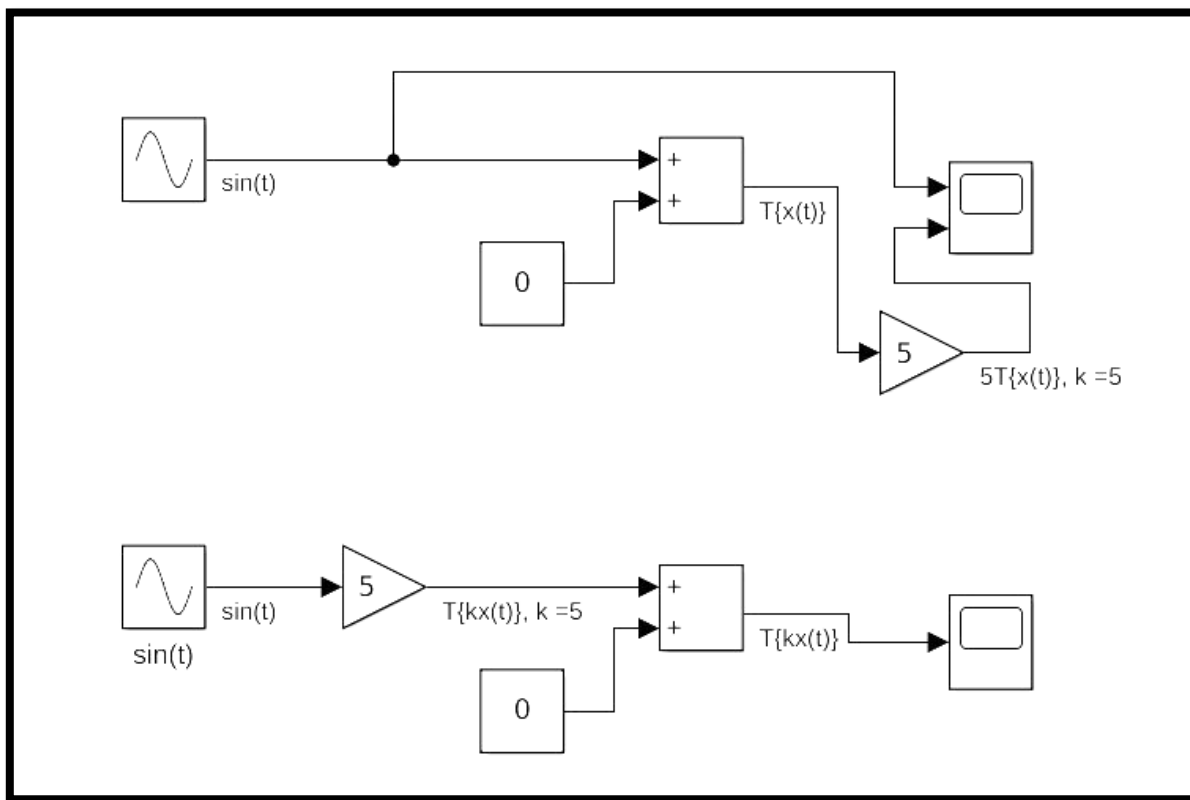 sin(t)
+
+
T{x(t)}
0
5
5T{x(t)}, k =5
5
+
sin(t)
T{kx(t)}, k =5
+
T{kx(t)}
sin(t)
0